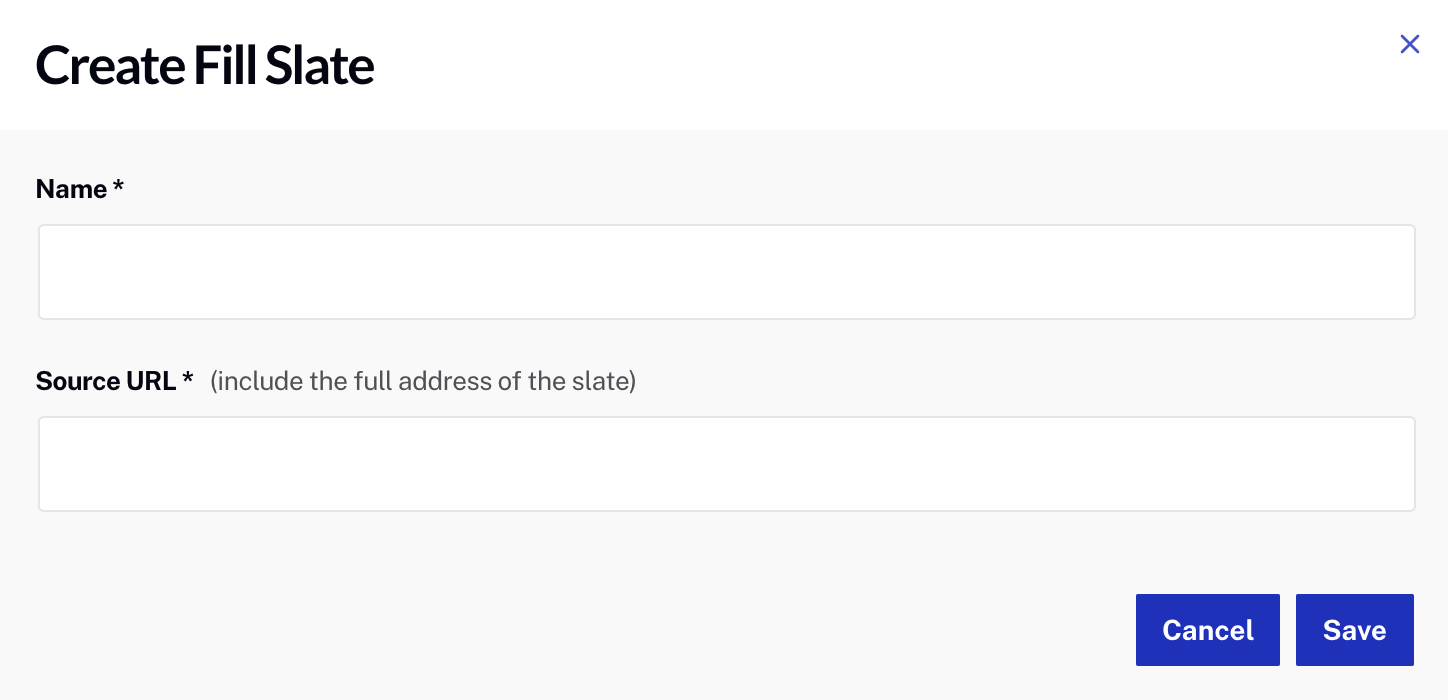 Create Fill Slate
Name *
Source URL * (include the full address of the slate)
Cancel Save